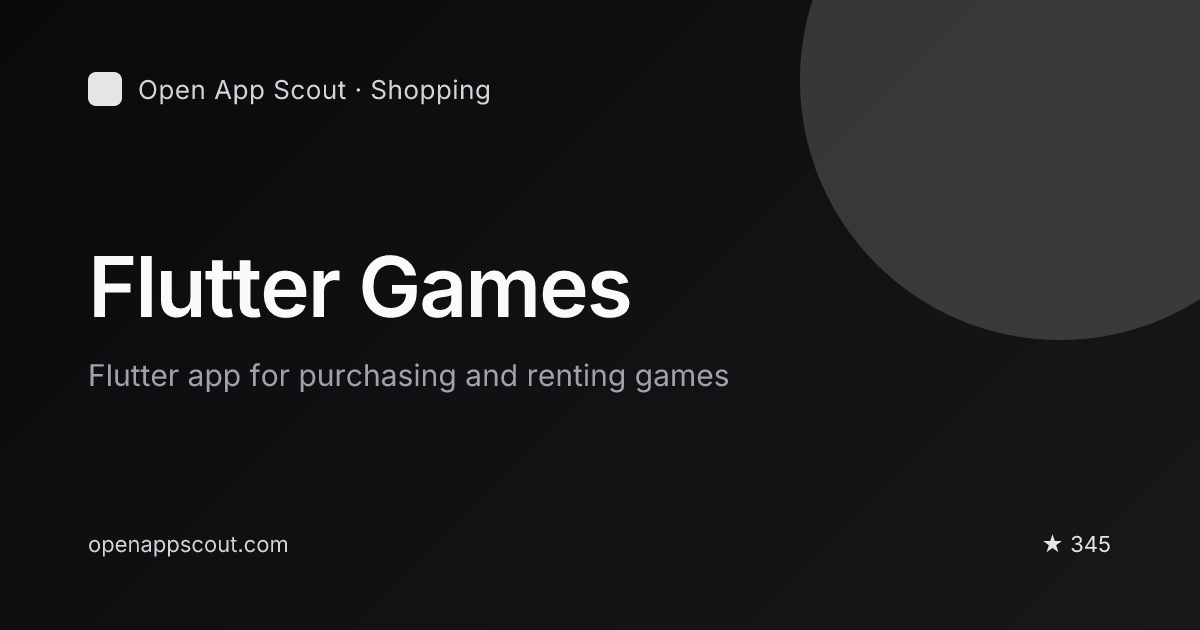 Open App Scout · Shopping
Flutter Games
Flutter app for purchasing and renting games
openappscout.com
★ 345